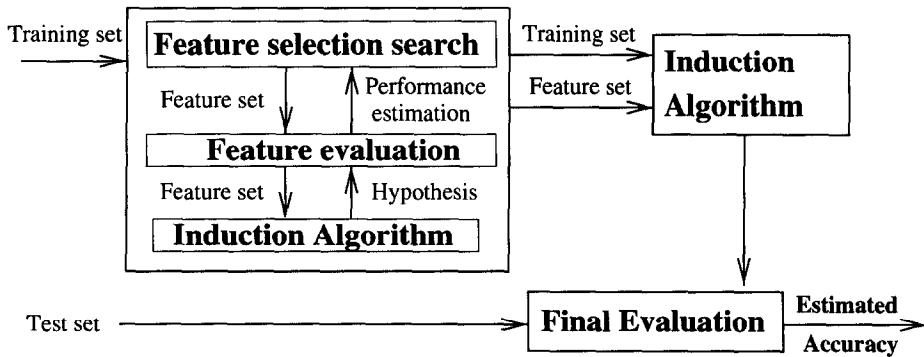 Training set
Feature selection search
Training set
Feature set
Performance
estimation
Feature set
Induction
Algorithm
Feature evaluation
Feature set
Hypothesis
Induction Algorithm
Test set
Final Evaluation
Estimated
Accuracy